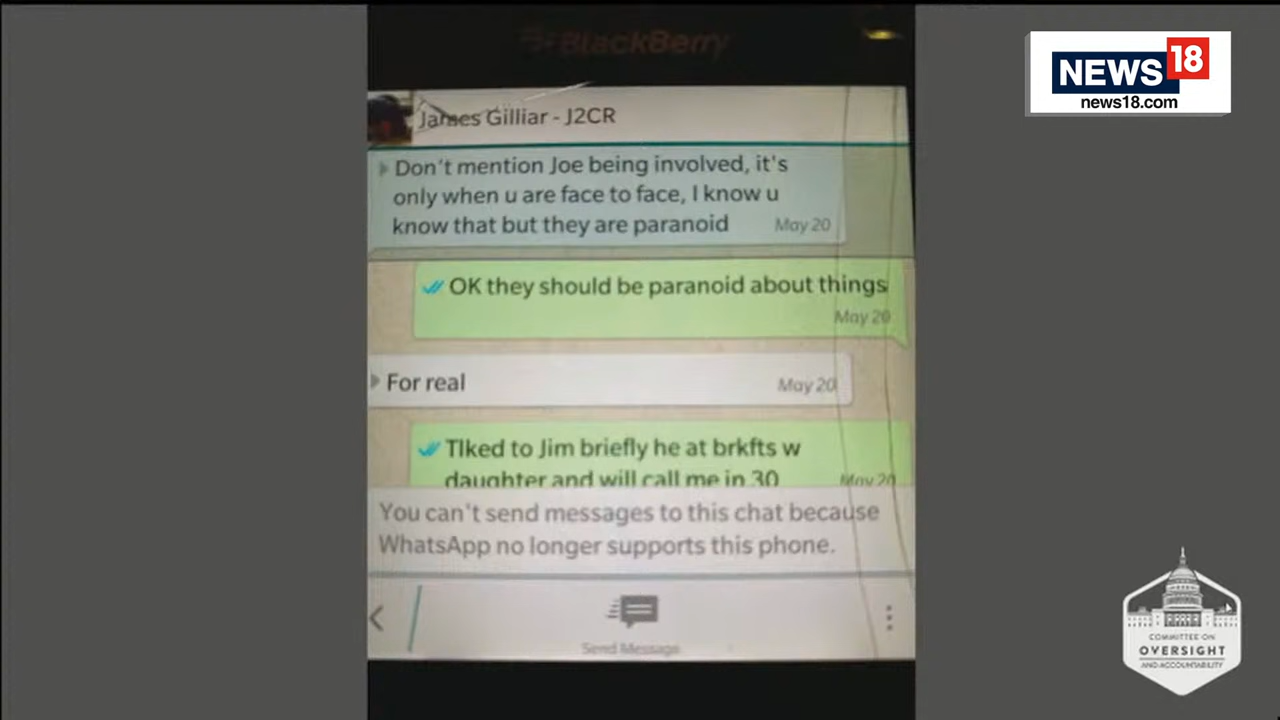 BlackBerry
NEWS 18
news18.com
James Gilliar - J2CR
Don't mention Joe being involved, it's
only when u are face to face, I know u
know that but they are paranoid
May 20
OK they should be paranoid about things
May 20
For real
May 20
Tlked to Jim briefly he at brkfts w
daughter and will call me in 30
May 20
You can't send messages to this chat because
WhatsApp no longer supports this phone.
Send Message
COMMITTEE ON
OVERSIGHT
AND ACCOUNTABILITY